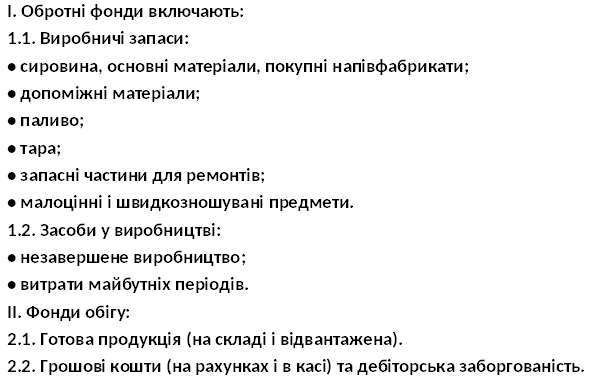 І. Обротні фонди включають:
1.1. Виробничі запаси:
● сировина, основні матеріали, покупні напівфабрикати;
● допоміжні матеріали;
● паливо;
● тара;
● запасні частини для ремонтів;
● малоцінні і швидкозношувані предмети.
1.2. Засоби у виробництві:
● незавершене виробництво;
● витрати майбутніх періодів.
ІІ. Фонди обігу:
2.1. Готова продукція (на складі і відвантажена).
2.2. Грошові кошти (на рахунках і в касі) та дебіторська заборгованість.